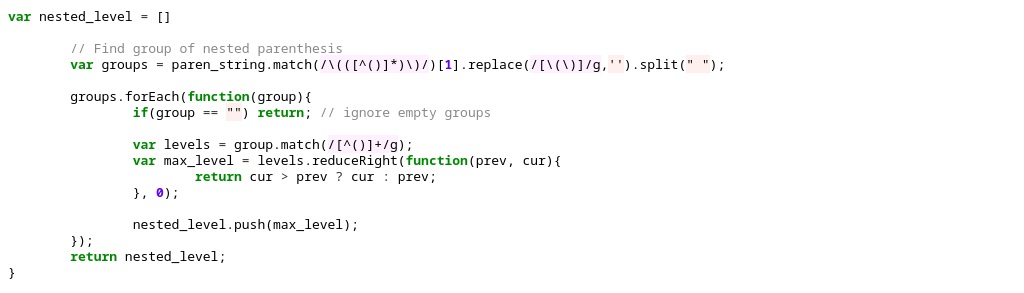 var nested_level = []
// Find group of nested parenthesis
var groups = paren_string.match(/\(([^()]*)\)/)[1].replace(/[\(\)]/g,'').split(" ");
groups.forEach(function(group){
if(group == "") return; // ignore empty groups
var levels = group.match(/[^()]+/g);
var max_level = levels.reduceRight(function(prev, cur){
return cur > prev ? cur : prev;
}, 0);
nested_level.push(max_level);
});
return nested_level;
}